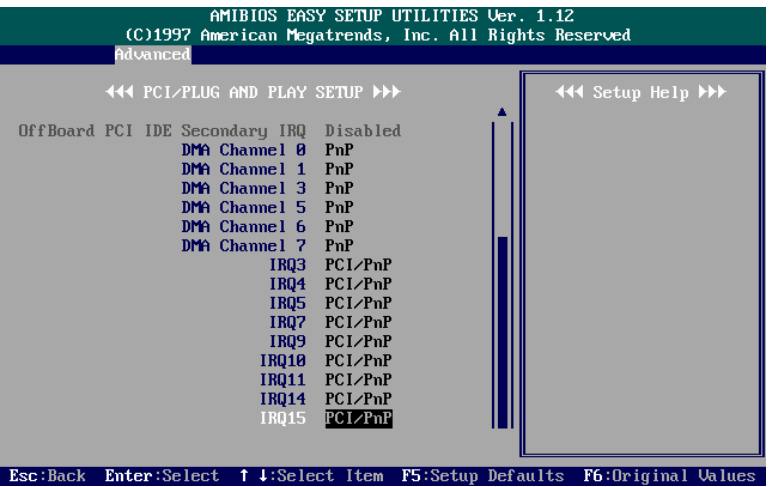 AMIBIOS EASY SETUP UTILITIES Ver. 1.12
(C)1997 American Megatrends, Inc. All Rights Reserved
Advanced
PCI/PLUG AND PLAY SETUP
Setup Help
OffBoard PCI IDE Secondary IRQ Disabled
DMA Channel 0 PnP
DMA Channel 1 PnP
DMA Channel 3 PnP
DMA Channel 5 PnP
DMA Channel 6 PnP
DMA Channel 7 PnP
IRQ3 PCI/PnP
IRQ4 PCI/PnP
IRQ5 PCI/PnP
IRQ7 PCI/PnP
IRQ9 PCI/PnP
IRQ10 PCI/PnP
IRQ11 PCI/PnP
IRQ14 PCI/PnP
IRQ15 PCI/PnP
Esc:Back Enter:Select ↑ ↓:Select Item F5:Setup Defaults F6:Original Values